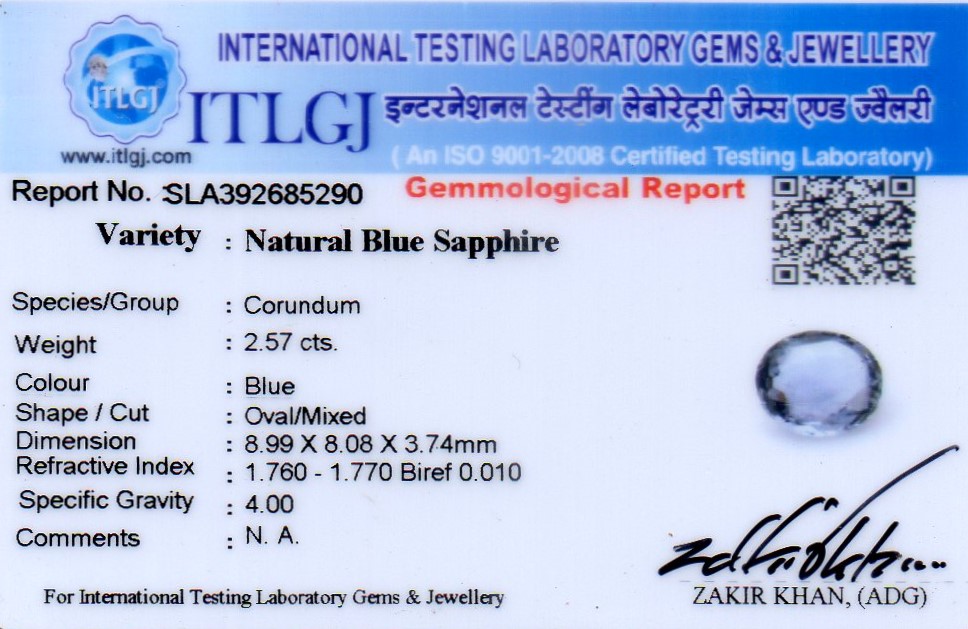 INTERNATIONAL TESTING LABORATORY GEMS & JEWELLERY
ITLGJ
ITLGJ
इन्टरनेशनल टेस्टींग लेबोरेट्ररी जेम्स एण्ड ज्वैलरी
www.itlgj.com
( An ISO 9001-2008 Certified Testing Laboratory)
Report No. :SLA392685290
Gemmological Report
Variety : Natural Blue Sapphire
Species/Group : Corundum
Weight : 2.57 cts.
Colour : Blue
Shape / Cut : Oval/Mixed
Dimension : 8.99 X 8.08 X 3.74mm
Refractive Index : 1.760 - 1.770 Biref 0.010
Specific Gravity : 4.00
Comments : N. A.
For International Testing Laboratory Gems & Jewellery
ZAKIR KHAN, (ADG)